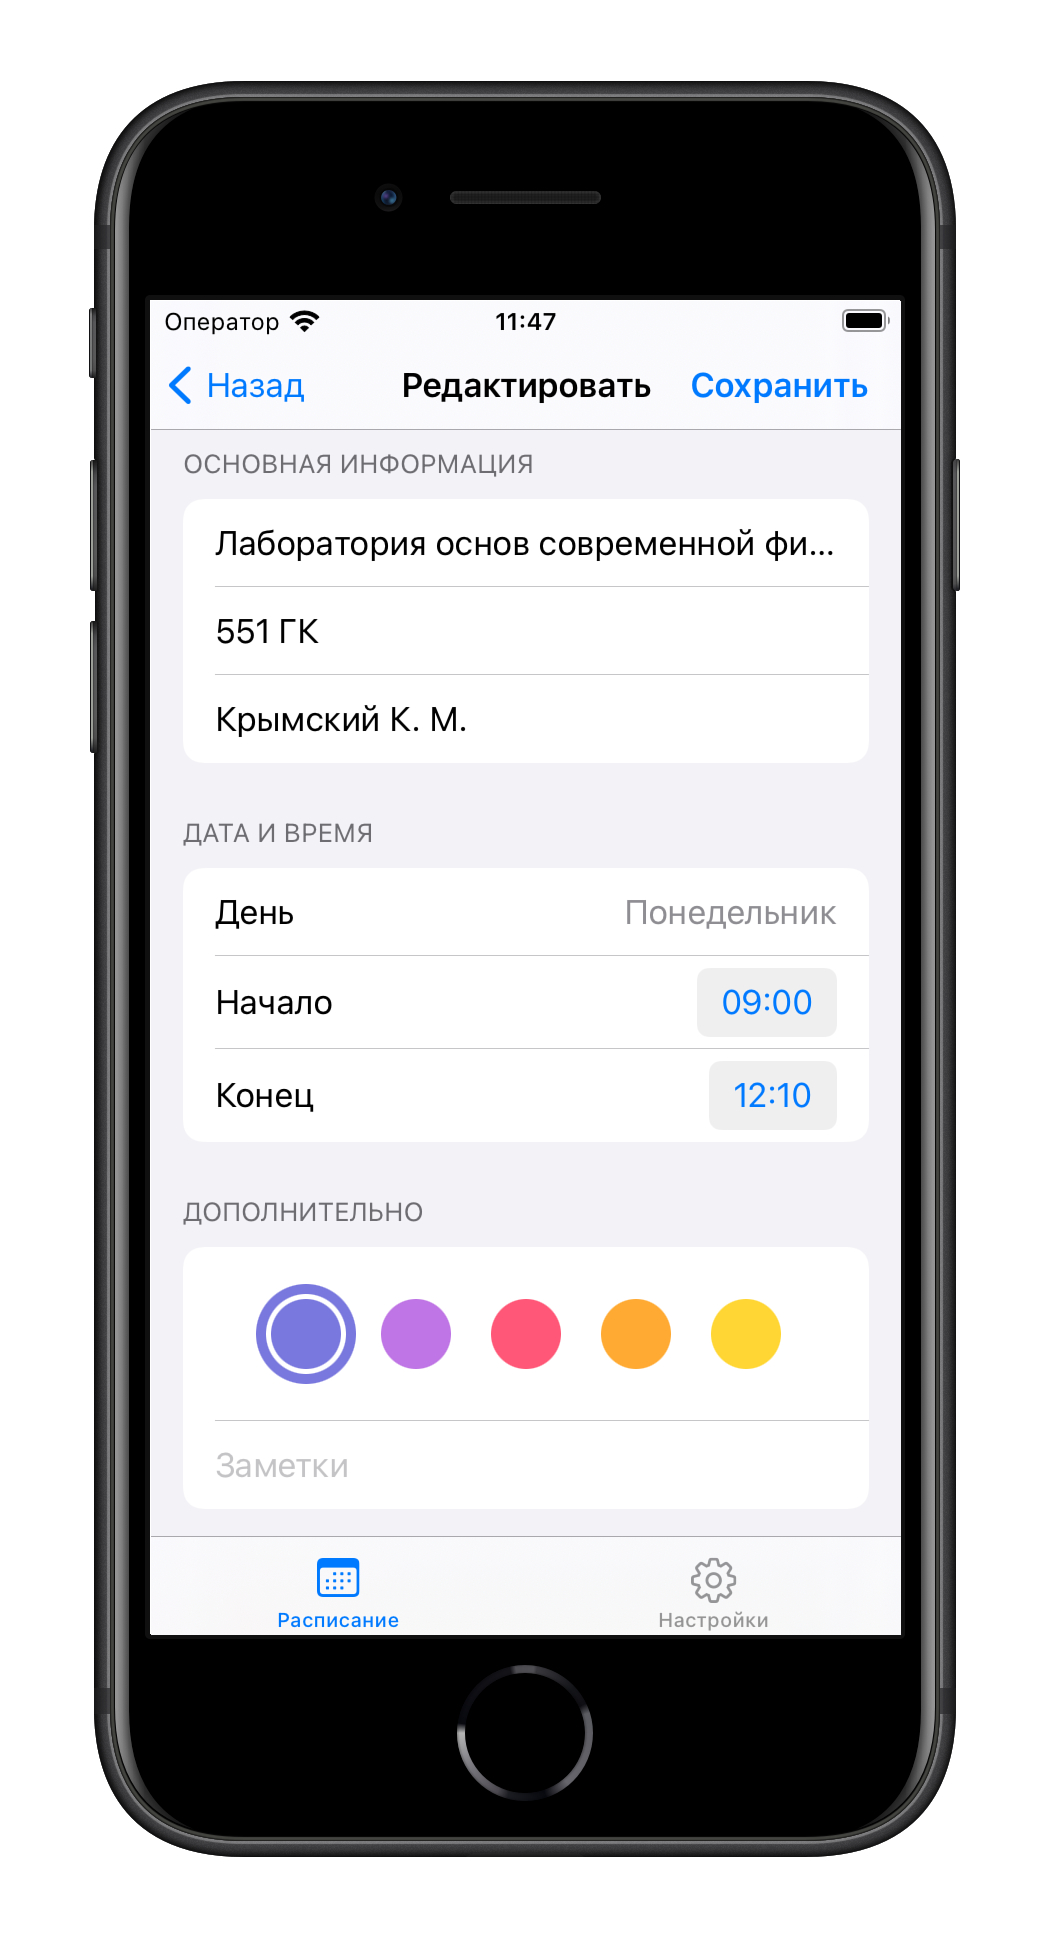 Оператор 11:47
Назад Редактировать Сохранить
ОСНОВНАЯ ИНФОРМАЦИЯ
Лаборатория основ современной фи...
551 ГК
Крымский К. М.
ДАТА И ВРЕМЯ
День Понедельник
Начало 09:00
Конец 12:10
ДОПОЛНИТЕЛЬНО
Заметки
Расписание Настройки